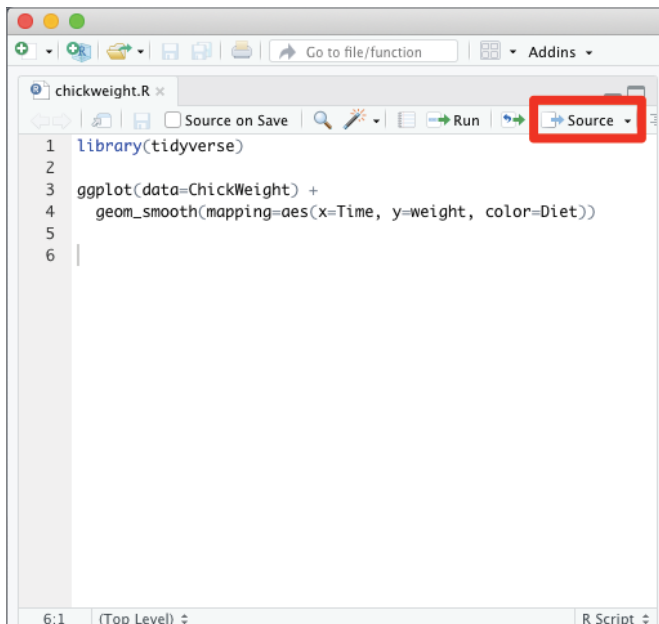 Go to file/function Addins
chickweight.R
Source on Save Run Source
1 library(tidyverse)
2
3 ggplot(data=ChickWeight) +
4   geom_smooth(mapping=aes(x=Time, y=weight, color=Diet))
5
6
6:1 (Top Level) R Script